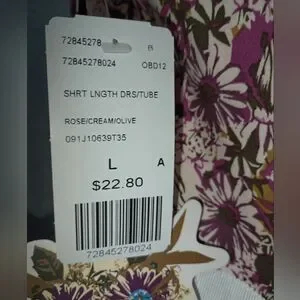 72845278 B
72845278024 OBD12
SHRT LNGTH DRS/TUBE
ROSE/CREAM/OLIVE
091J10639T35
L A
$22.80
72845278024